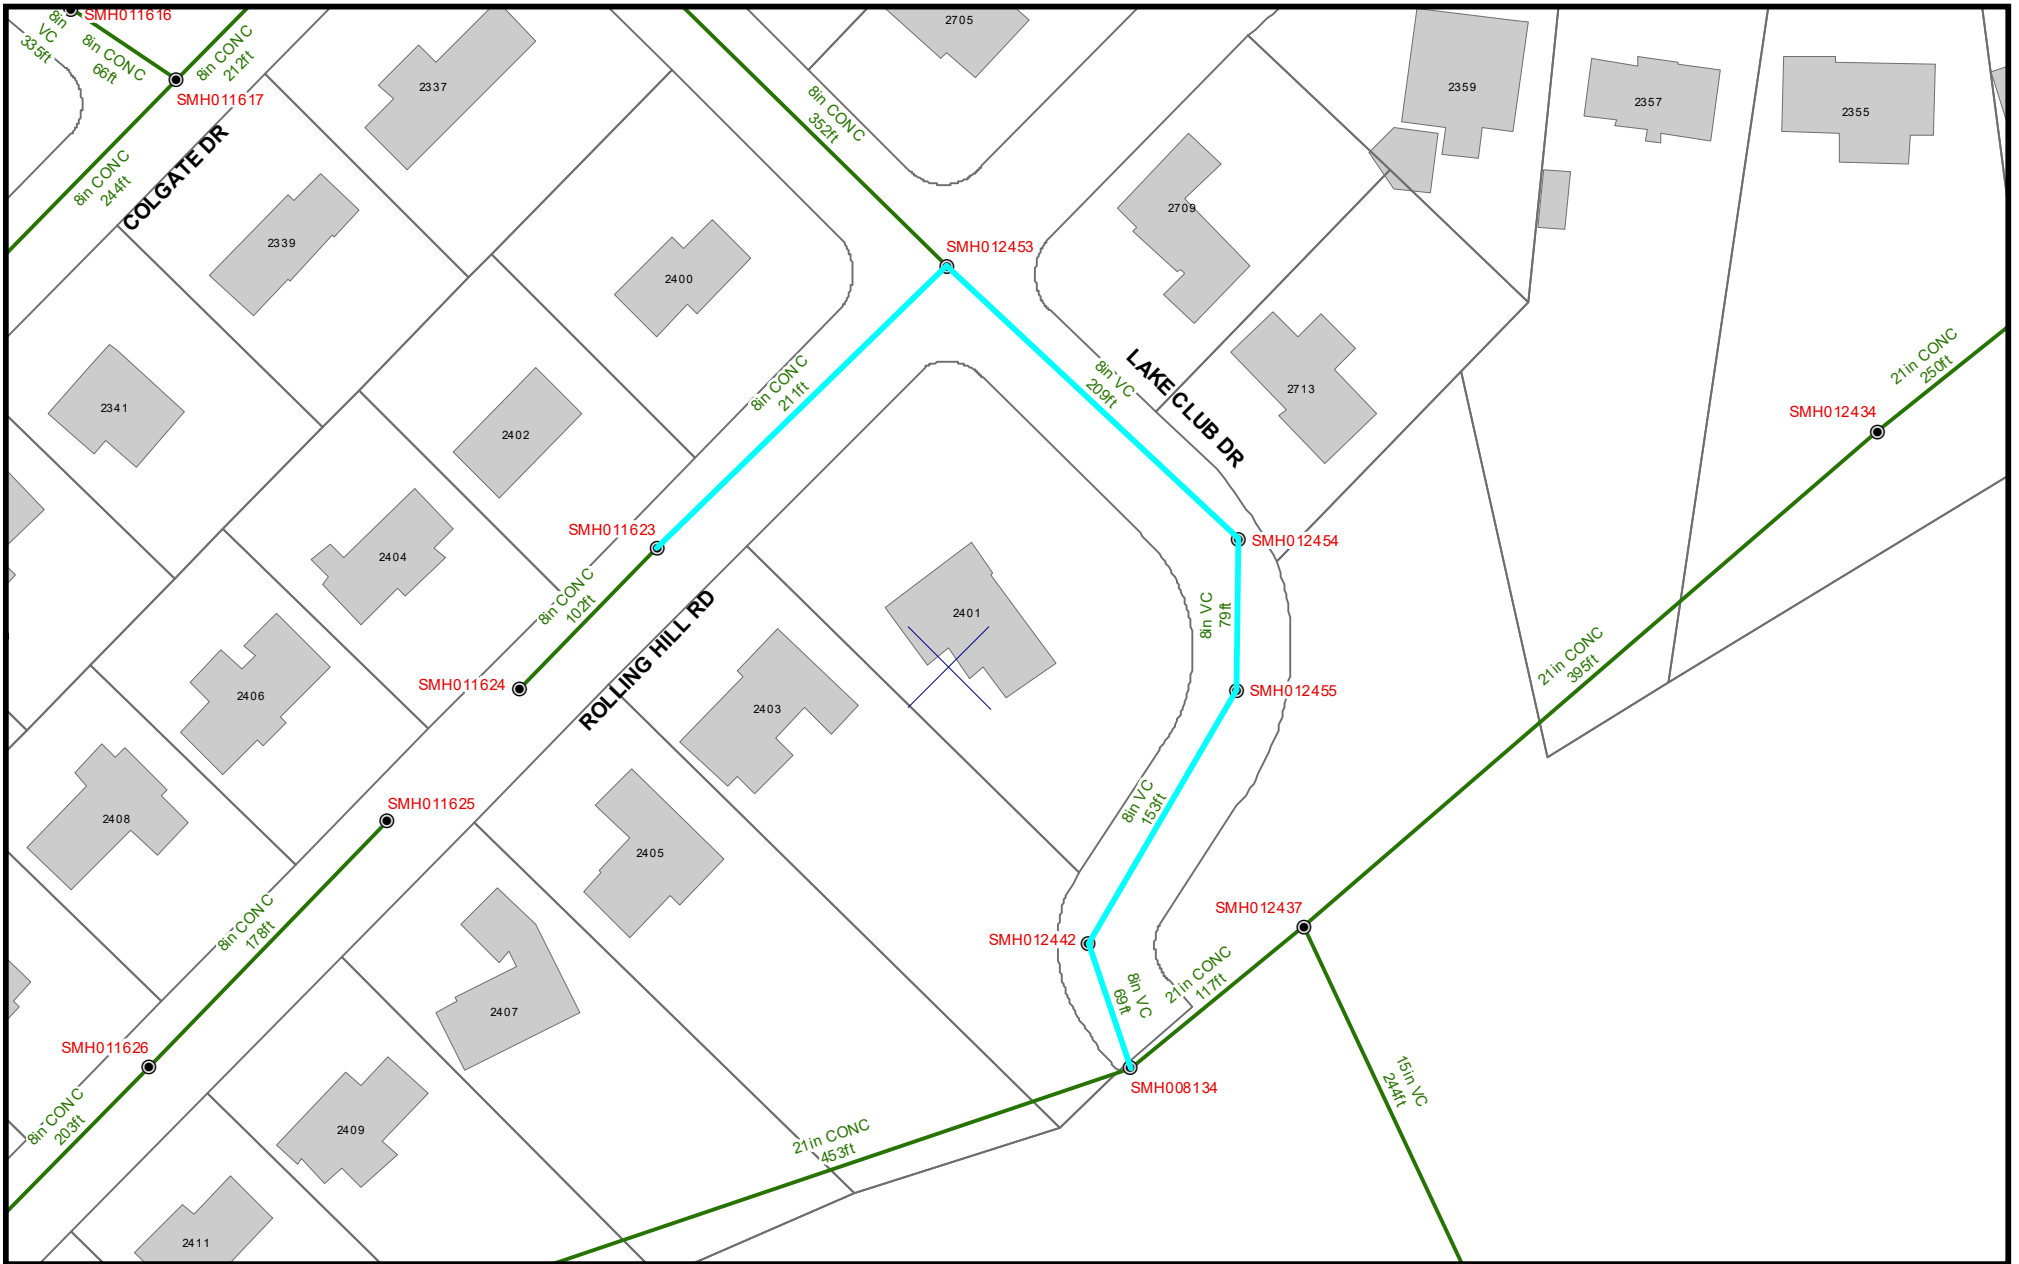 SMH011616
8in
VC
335ft
8in CONC
66ft
8in CONC
212ft
SMH011617
8in CONC
244ft
COLGATE DR
2337
2339
2341
2705
8in CONC
352ft
2359
2357
2355
2709
2400
SMH012453
2402
8in CONC
211ft
8in VC
209ft
LAKE CLUB DR
2713
21in CONC
250ft
SMH012434
SMH011623
2404
8in CONC
102ft
SMH012454
8in VC
79ft
2401
2406
SMH011624
ROLLING HILL RD
2403
SMH012455
21in CONC
395ft
2408
SMH011625
2405
8in VC
153ft
8in CONC
178ft
SMH012437
SMH012442
2407
8in VC
69ft
21in CONC
117ft
SMH011626
SMH008134
15in VC
244ft
8in CONC
203ft
2409
21in CONC
453ft
2411